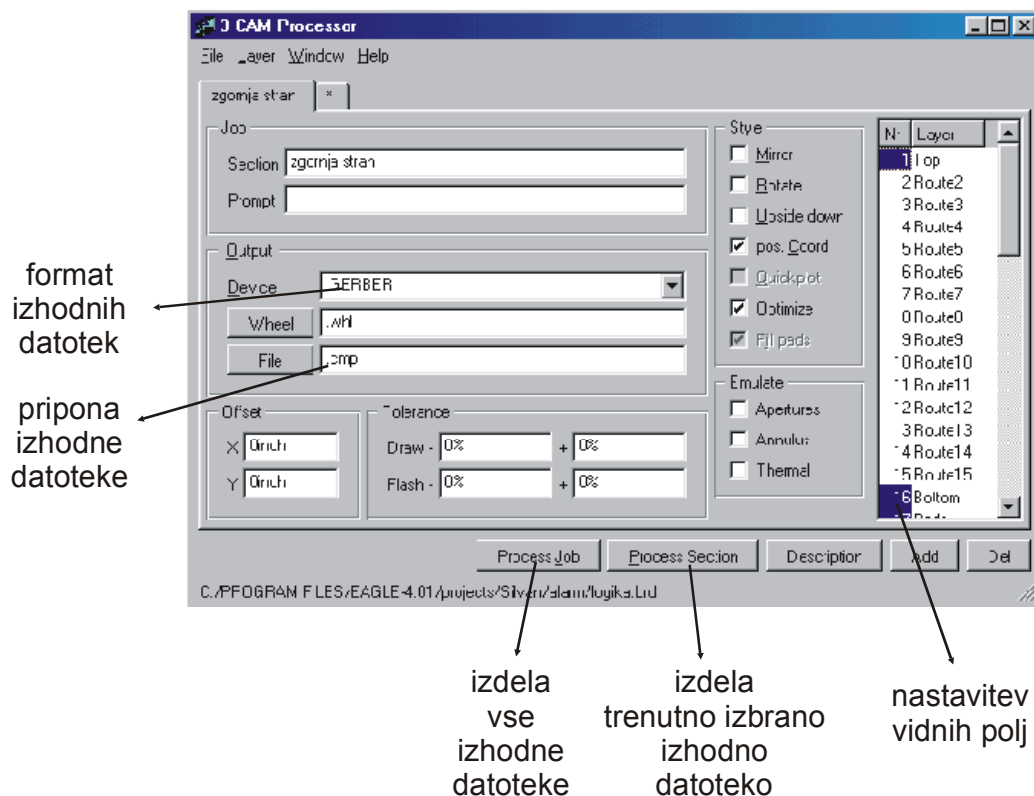 3 CAM Processor
File Layer Window Help
zgornja stran *
Job
Section zgornja stran
Prompt
Output
Device GERBER
Wheel .whl
File .cmp
Offset
X 0inch
Y 0inch
Tolerance
Draw - 0% + 0%
Flash - 0% + 0%
Style
Mirror
Rotate
Upside down
pos. Coord
Quickplot
Optimize
Fill pads
Emulate
Apertures
Annulus
Thermal
Nr Layer
1 Top
2 Route2
3 Route3
4 Route4
5 Route5
6 Route6
7 Route7
8 Route8
9 Route9
10 Route10
11 Route11
12 Route12
13 Route13
14 Route14
15 Route15
16 Bottom
Process Job Process Section Description Add Del
C:/PROGRAM FILES/EAGLE-4.01/projects/Silvan/alarm/logika.brd
format
izhodnih
datotek
pripona
izhodne
datoteke
izdela
vse
izhodne
datoteke
izdela
trenutno izbrano
izhodno
datoteko
nastavitev
vidnih polj